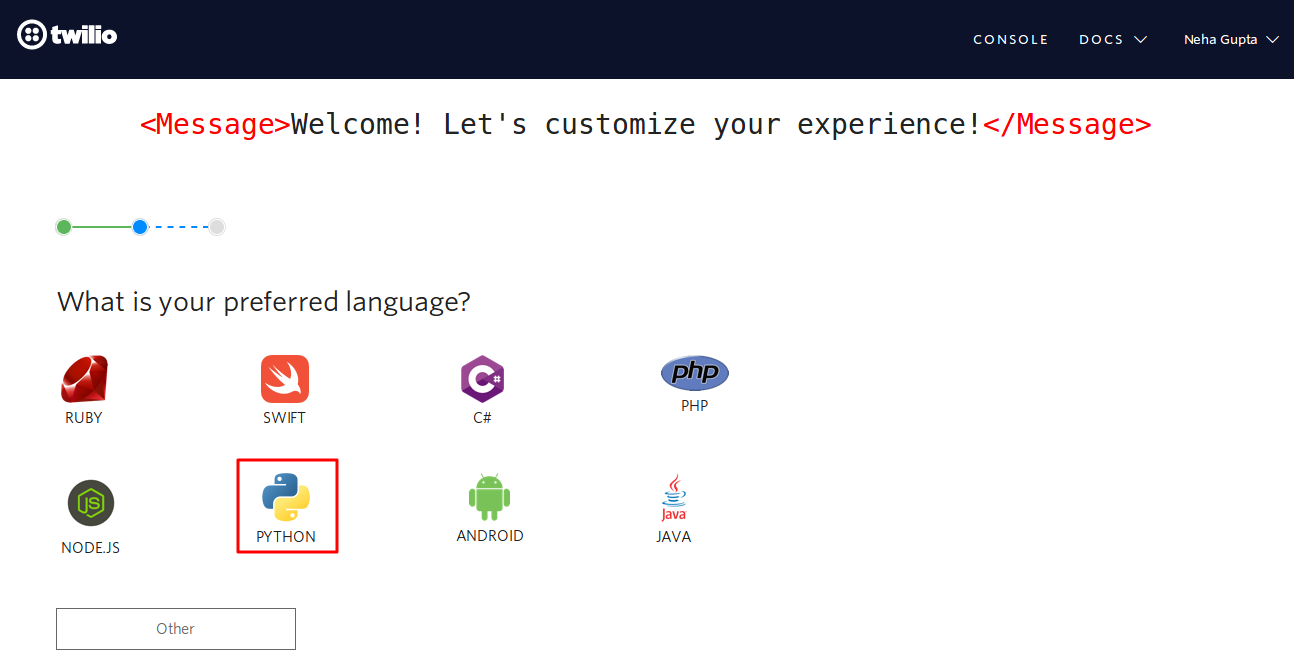 twilio
CONSOLE DOCS Neha Gupta
<Message>Welcome! Let's customize your experience!</Message>
What is your preferred language?
php
RUBY SWIFT C# PHP
JS Java
NODE.JS PYTHON ANDROID JAVA
Other